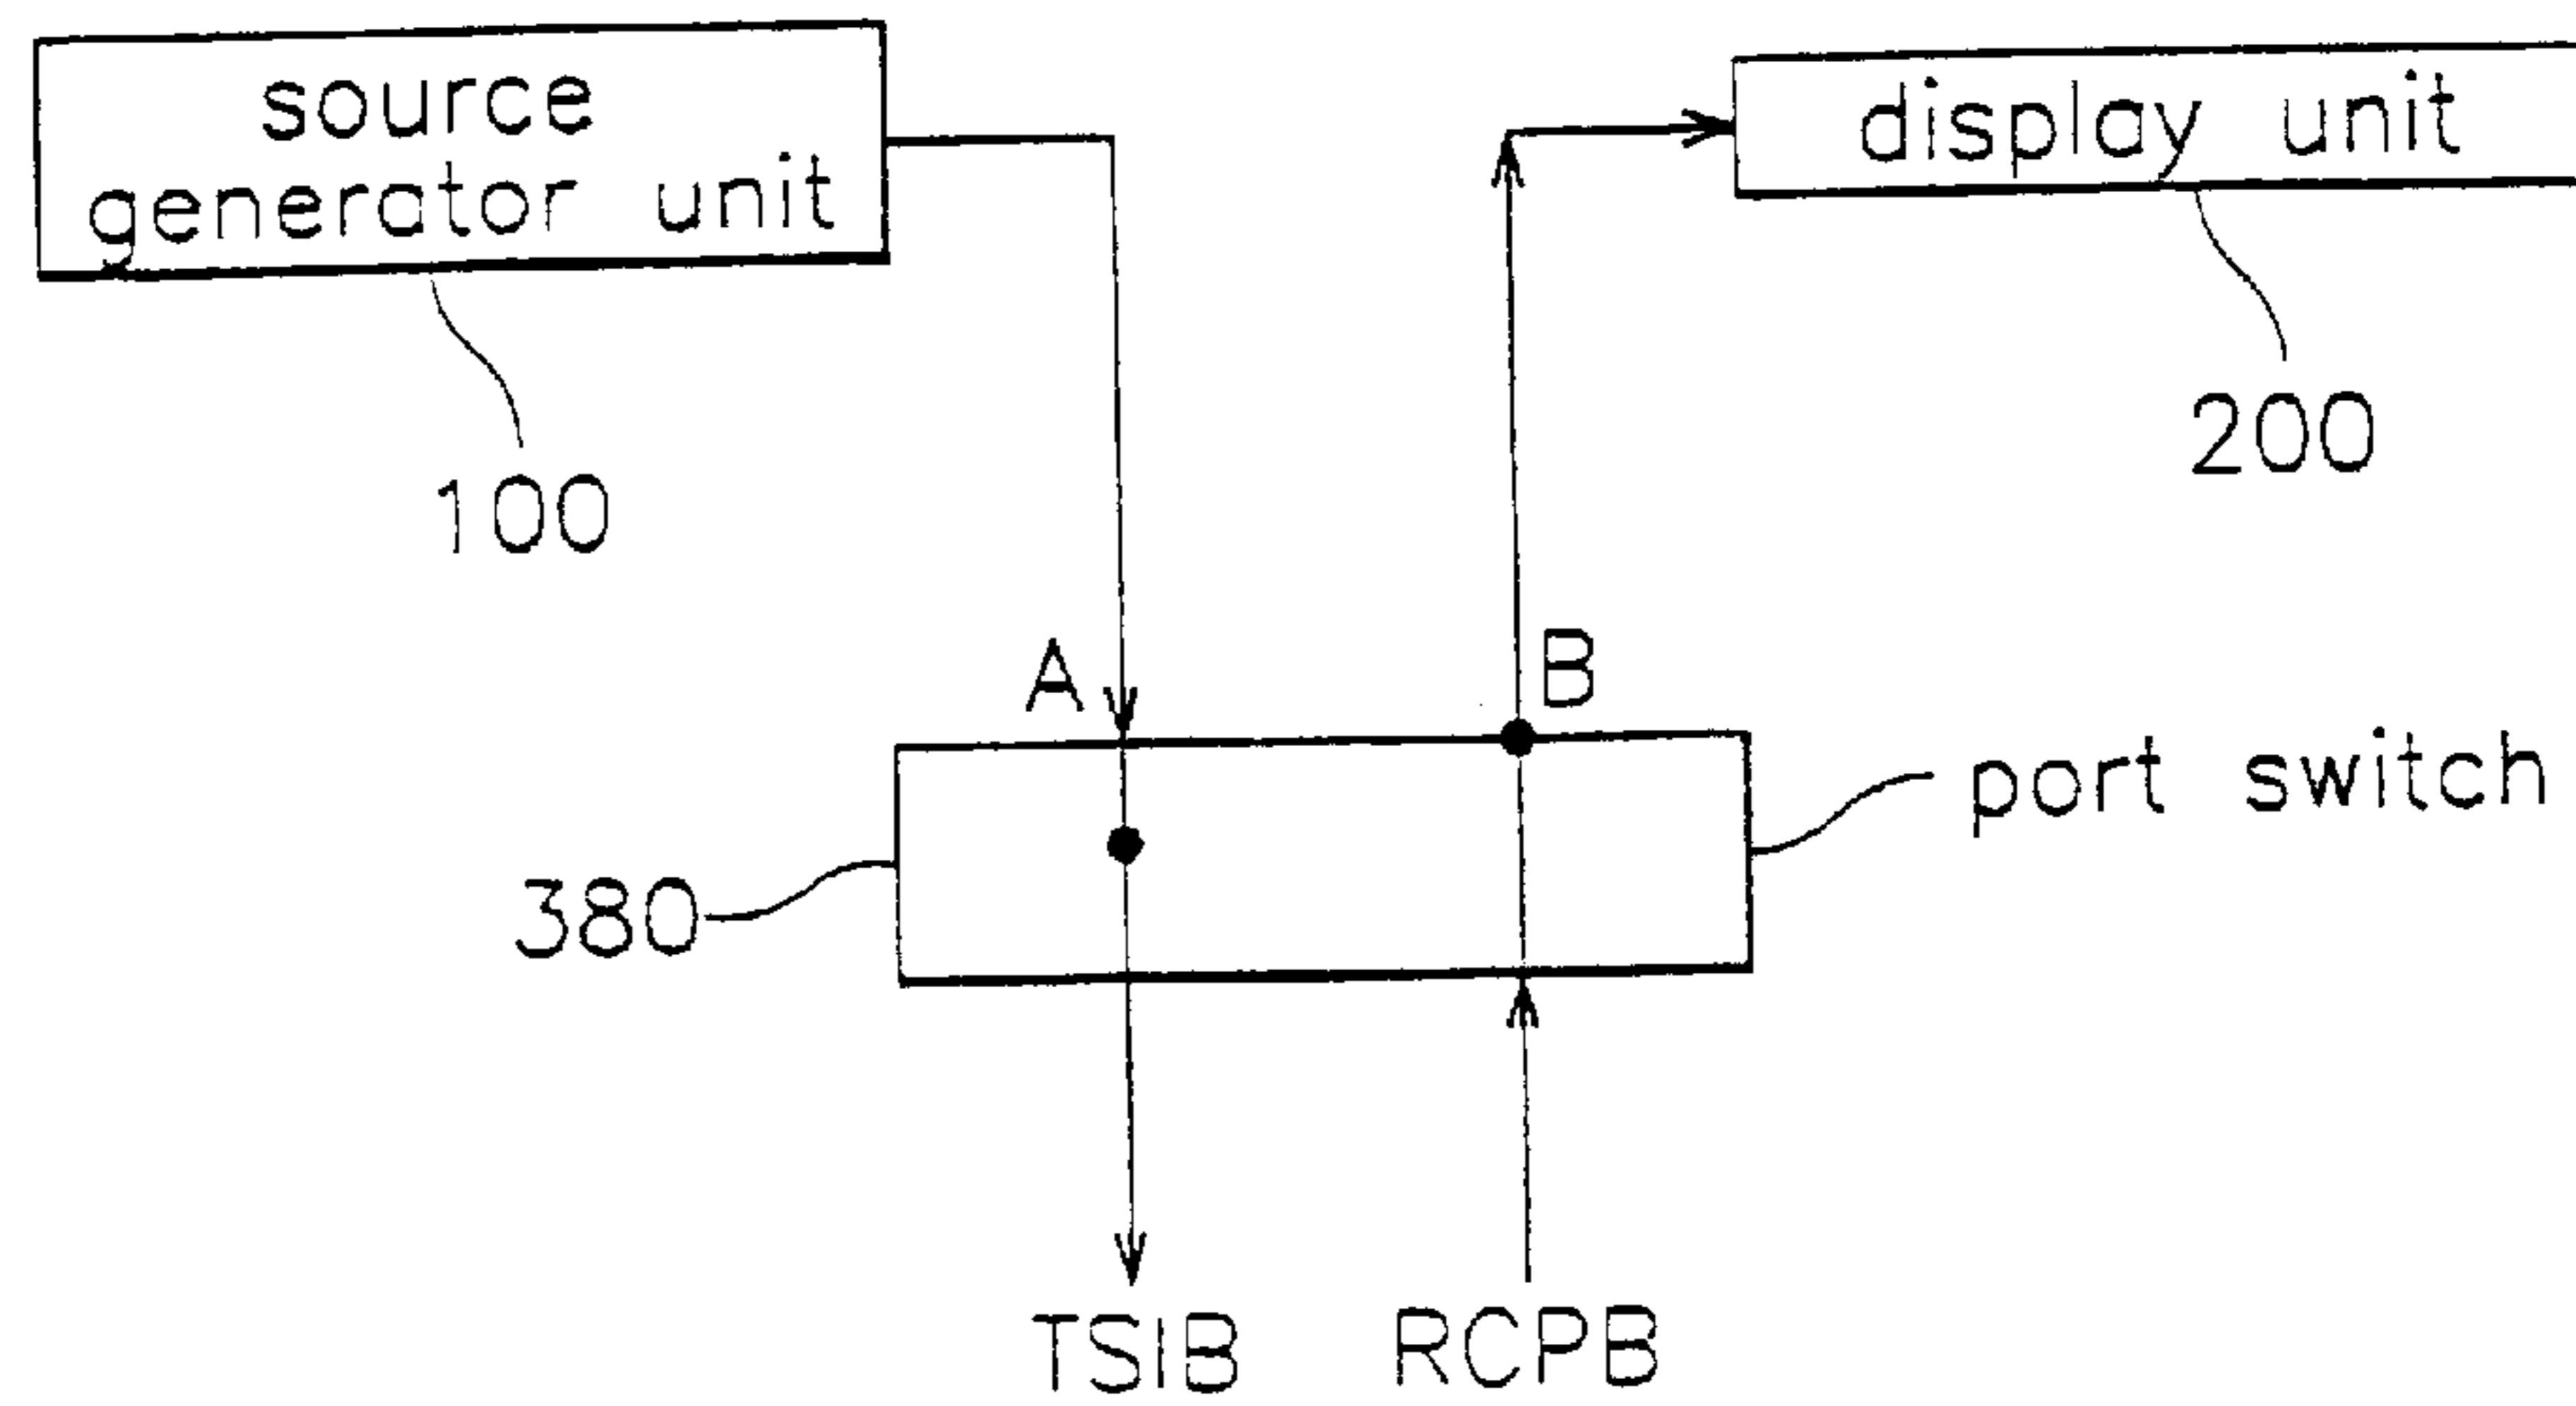 source
generator unit
display unit
100
200
A
B
port switch
380
TSIB
RCPB